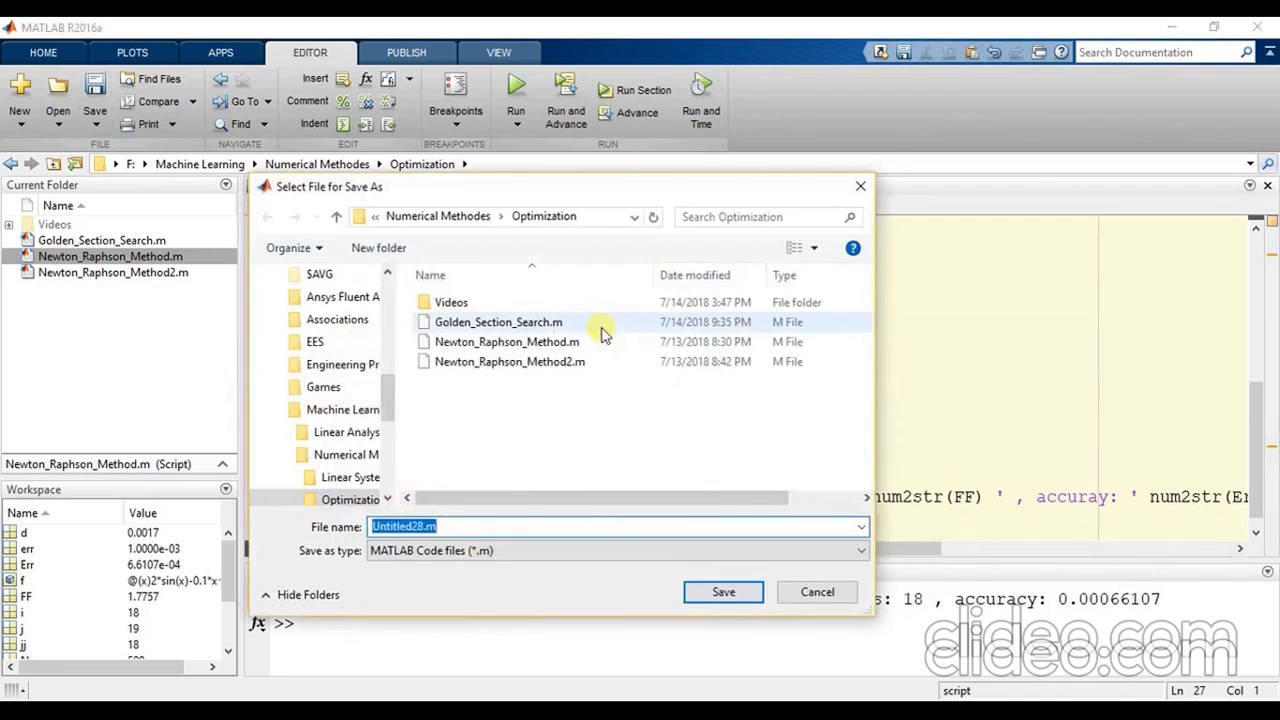 MATLAB R2016a
HOME PLOTS APPS EDITOR PUBLISH VIEW Search Documentation
New Open Save Find Files Compare Print
Go To Find
Insert fx Comment % Indent
Breakpoints Run Run and Advance Run Section Advance Run and Time
FILE NAVIGATE EDIT BREAKPOINTS RUN
F: Machine Learning Numerical Methodes Optimization
Current Folder
Name
Videos
Golden_Section_Search.m
Newton_Raphson_Method.m
Newton_Raphson_Method2.m
Newton_Raphson_Method.m (Script)
Workspace
Name Value
d 0.0017
err 1.0000e-03
Err 6.6107e-04
f @(x)2*sin(x)-0.1*x
FF 1.7757
i 18
j 19
jj 18
Select File for Save As
« Numerical Methodes Optimization Search Optimization
Organize New folder
$AVG
Ansys Fluent A
Associations
EES
Engineering Pr
Games
Machine Learn
Linear Analys
Numerical M
Linear Syste
Optimizatio
Name Date modified Type
Videos 7/14/2018 3:47 PM File folder
Golden_Section_Search.m 7/14/2018 9:35 PM M File
Newton_Raphson_Method.m 7/13/2018 8:30 PM M File
Newton_Raphson_Method2.m 7/13/2018 8:42 PM M File
File name: Untitled28.m
Save as type: MATLAB Code files (*.m)
Hide Folders Save Cancel
num2str(FF) ' , accuray: ' num2str(Er
s: 18 , accuracy: 0.00066107
fx >>
clideo.com
clideo.com
script Ln 27 Col 1